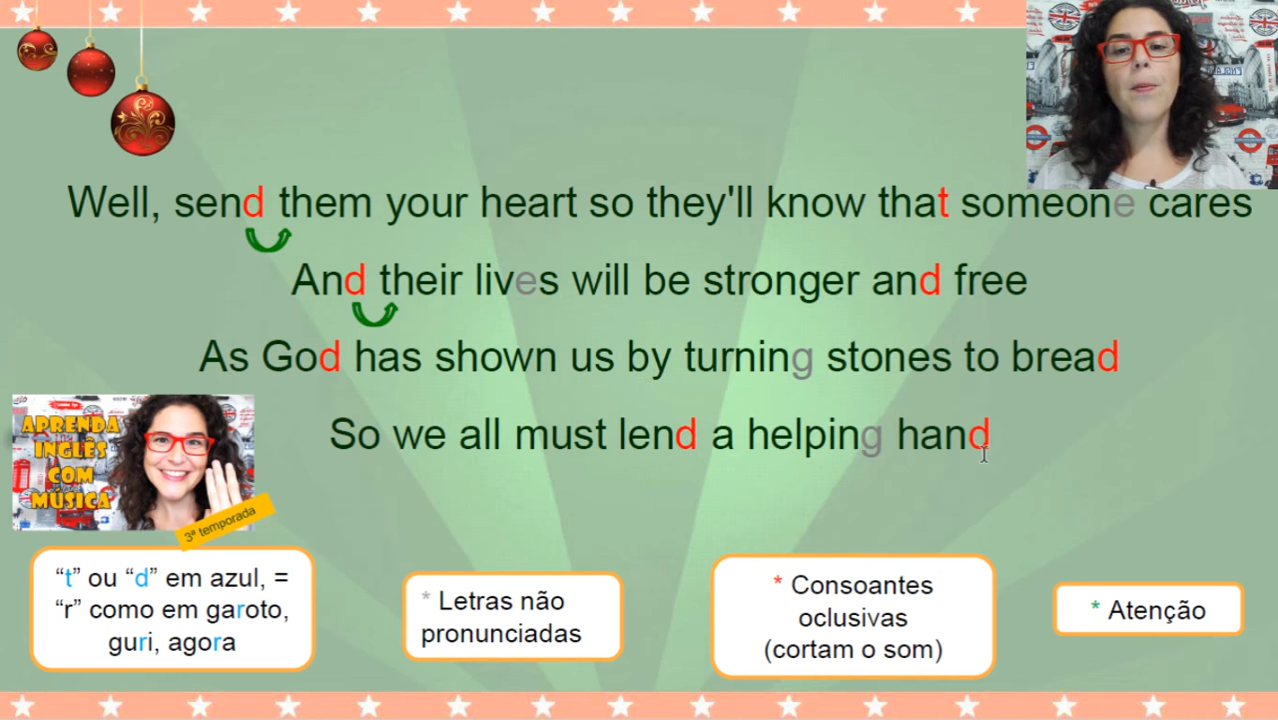 Well, send them your heart so they'll know that someone cares
And their lives will be stronger and free
As God has shown us by turning stones to bread
So we all must lend a helping hand
APRENDA
INGLÊS
COM
MÚSICA
3ª temporada
“t” ou “d” em azul, =
“r” como em garoto,
guri, agora
* Letras não
pronunciadas
* Consoantes
oclusivas
(cortam o som)
* Atenção